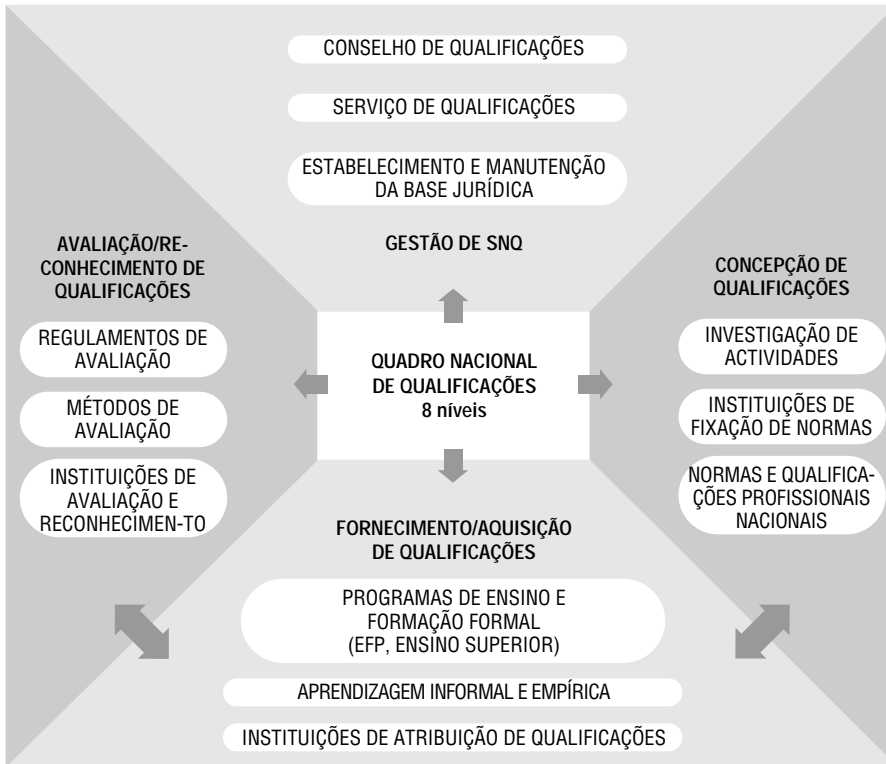 CONSELHO DE QUALIFICAÇÕES
SERVIÇO DE QUALIFICAÇÕES
ESTABELECIMENTO E MANUTENÇÃO
DA BASE JURÍDICA
GESTÃO DE SNQ
AVALIAÇÃO/RE-
CONHECIMENTO DE
QUALIFICAÇÕES
REGULAMENTOS DE
AVALIAÇÃO
MÉTODOS DE
AVALIAÇÃO
INSTITUIÇÕES DE
AVALIAÇÃO E
RECONHECIMEN-TO
QUADRO NACIONAL
DE QUALIFICAÇÕES
8 níveis
CONCEPÇÃO DE
QUALIFICAÇÕES
INVESTIGAÇÃO DE
ACTIVIDADES
INSTITUIÇÕES DE
FIXAÇÃO DE NORMAS
NORMAS E QUALIFICA-
ÇÕES PROFISSIONAIS
NACIONAIS
FORNECIMENTO/AQUISIÇÃO
DE QUALIFICAÇÕES
PROGRAMAS DE ENSINO E
FORMAÇÃO FORMAL
(EFP, ENSINO SUPERIOR)
APRENDIZAGEM INFORMAL E EMPÍRICA
INSTITUIÇÕES DE ATRIBUIÇÃO DE QUALIFICAÇÕES